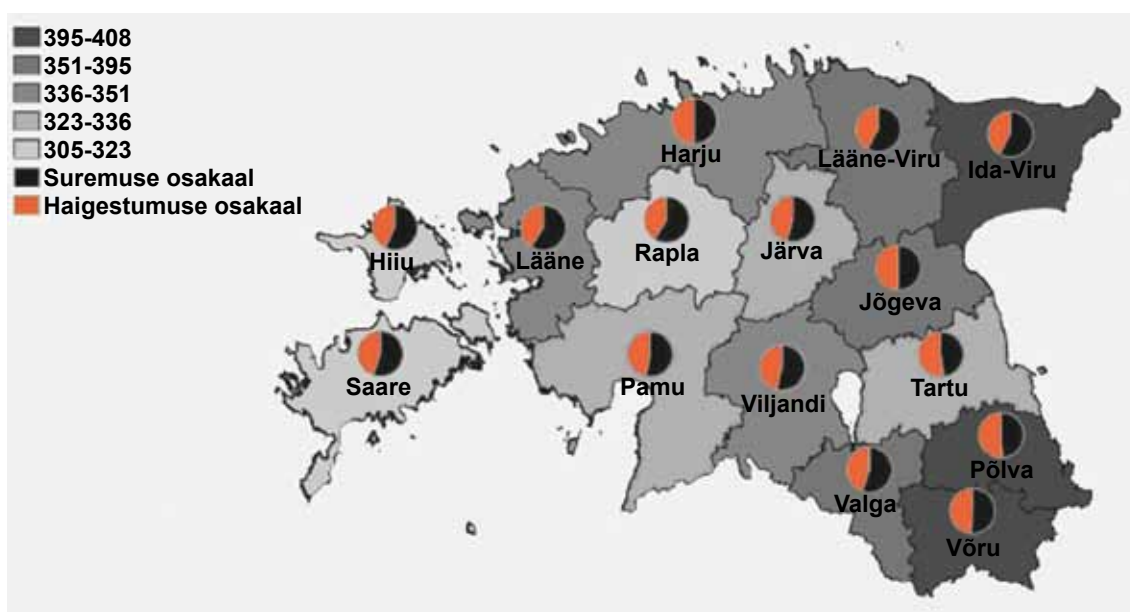 395-408
351-395
336-351
323-336
305-323
Suremuse osakaal
Haigestumuse osakaal
Harju
Lääne-Viru
Ida-Viru
Hiiu
Lääne
Rapla
Järva
Jõgeva
Saare
Pamu
Viljandi
Tartu
Põlva
Valga
Võru